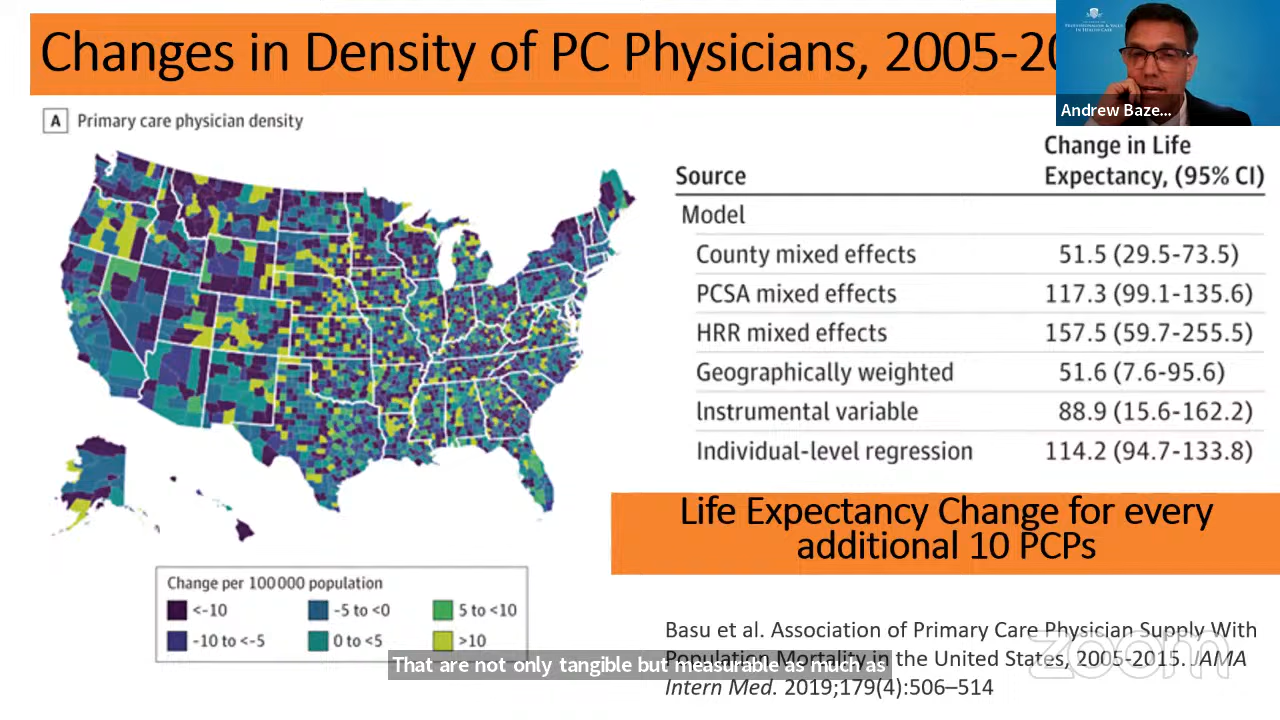 Changes in Density of PC Physicians, 2005-20
Andrew Baze...
A Primary care physician density
Change in Life
Source Expectancy, (95% CI)
Model
County mixed effects 51.5 (29.5-73.5)
PCSA mixed effects 117.3 (99.1-135.6)
HRR mixed effects 157.5 (59.7-255.5)
Geographically weighted 51.6 (7.6-95.6)
Instrumental variable 88.9 (15.6-162.2)
Individual-level regression 114.2 (94.7-133.8)
Life Expectancy Change for every
additional 10 PCPs
Change per 100 000 population
<-10 -5 to <0 5 to <10
-10 to <-5 0 to <5 >10
Basu et al. Association of Primary Care Physician Supply With
Population Mortality in the United States, 2005-2015. JAMA
Intern Med. 2019;179(4):506–514
zoom
That are not only tangible but measurable as much as